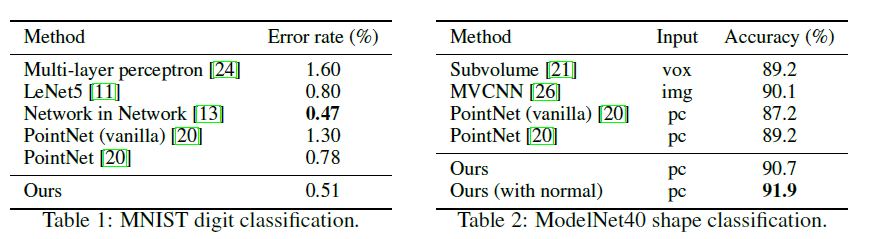 Method Error rate (%)
Multi-layer perceptron [24] 1.60
LeNet5 [11] 0.80
Network in Network [13] 0.47
PointNet (vanilla) [20] 1.30
PointNet [20] 0.78
Ours 0.51
Table 1: MNIST digit classification.
Method Input Accuracy (%)
Subvolume [21] vox 89.2
MVCNN [26] img 90.1
PointNet (vanilla) [20] pc 87.2
PointNet [20] pc 89.2
Ours pc 90.7
Ours (with normal) pc 91.9
Table 2: ModelNet40 shape classification.